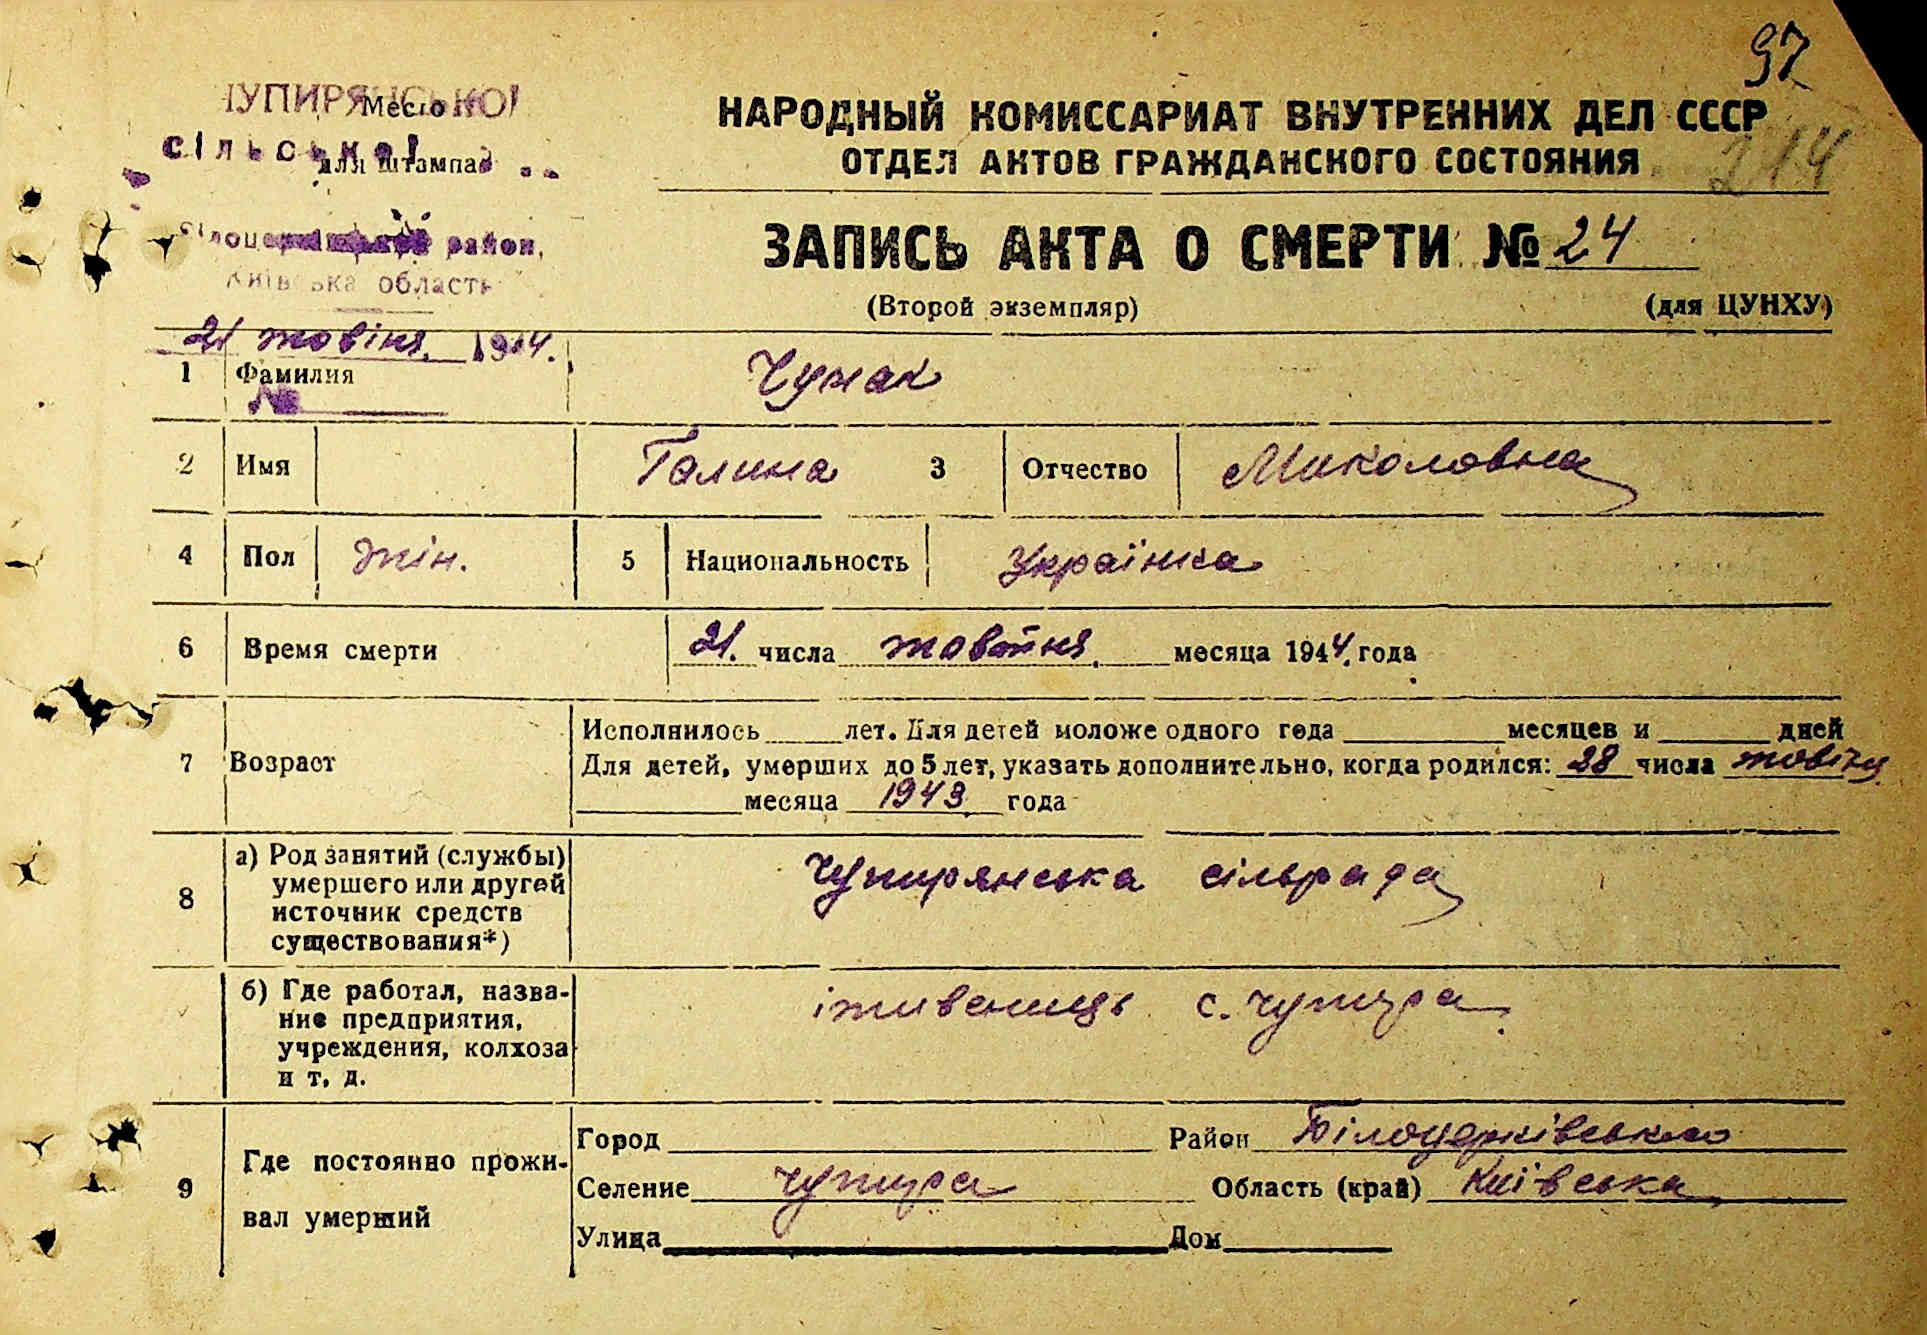 97
ЧУПИРЯНСЬКОЇ
Место
сільської
для штампа
214
НАРОДНЫЙ КОМИССАРИАТ ВНУТРЕННИХ ДЕЛ СССР
ОТДЕЛ АКТОВ ГРАЖДАНСКОГО СОСТОЯНИЯ
район,
Київська область
ЗАПИСЬ АКТА О СМЕРТИ № 24
(Второй экземпляр) (для ЦУНХУ)
21 жовтня 1944.
1 Фамилия Чумак
№
2 Имя Галина 3 Отчество Миколовна
4 Пол жін. 5 Национальность Українка
6 Время смерти 21. числа жовтня. месяца 1944. года
7 Возраст Исполнилось лет. Для детей моложе одного года месяцев и дней
Для детей, умерших до 5 лет, указать дополнительно, когда родился: 28 числа
месяца 1943 года
8 а) Род занятий (службы) умершего или другой источник средств существования*) Чупирянська сільрада
б) Где работал, название предприятия, учреждения, колхоза и т. д. іживенець с. Чупира
9 Где постоянно проживал умерший
Город Район Білоцерківського
Селение Чупира Область (край) Київська
Улица Дом